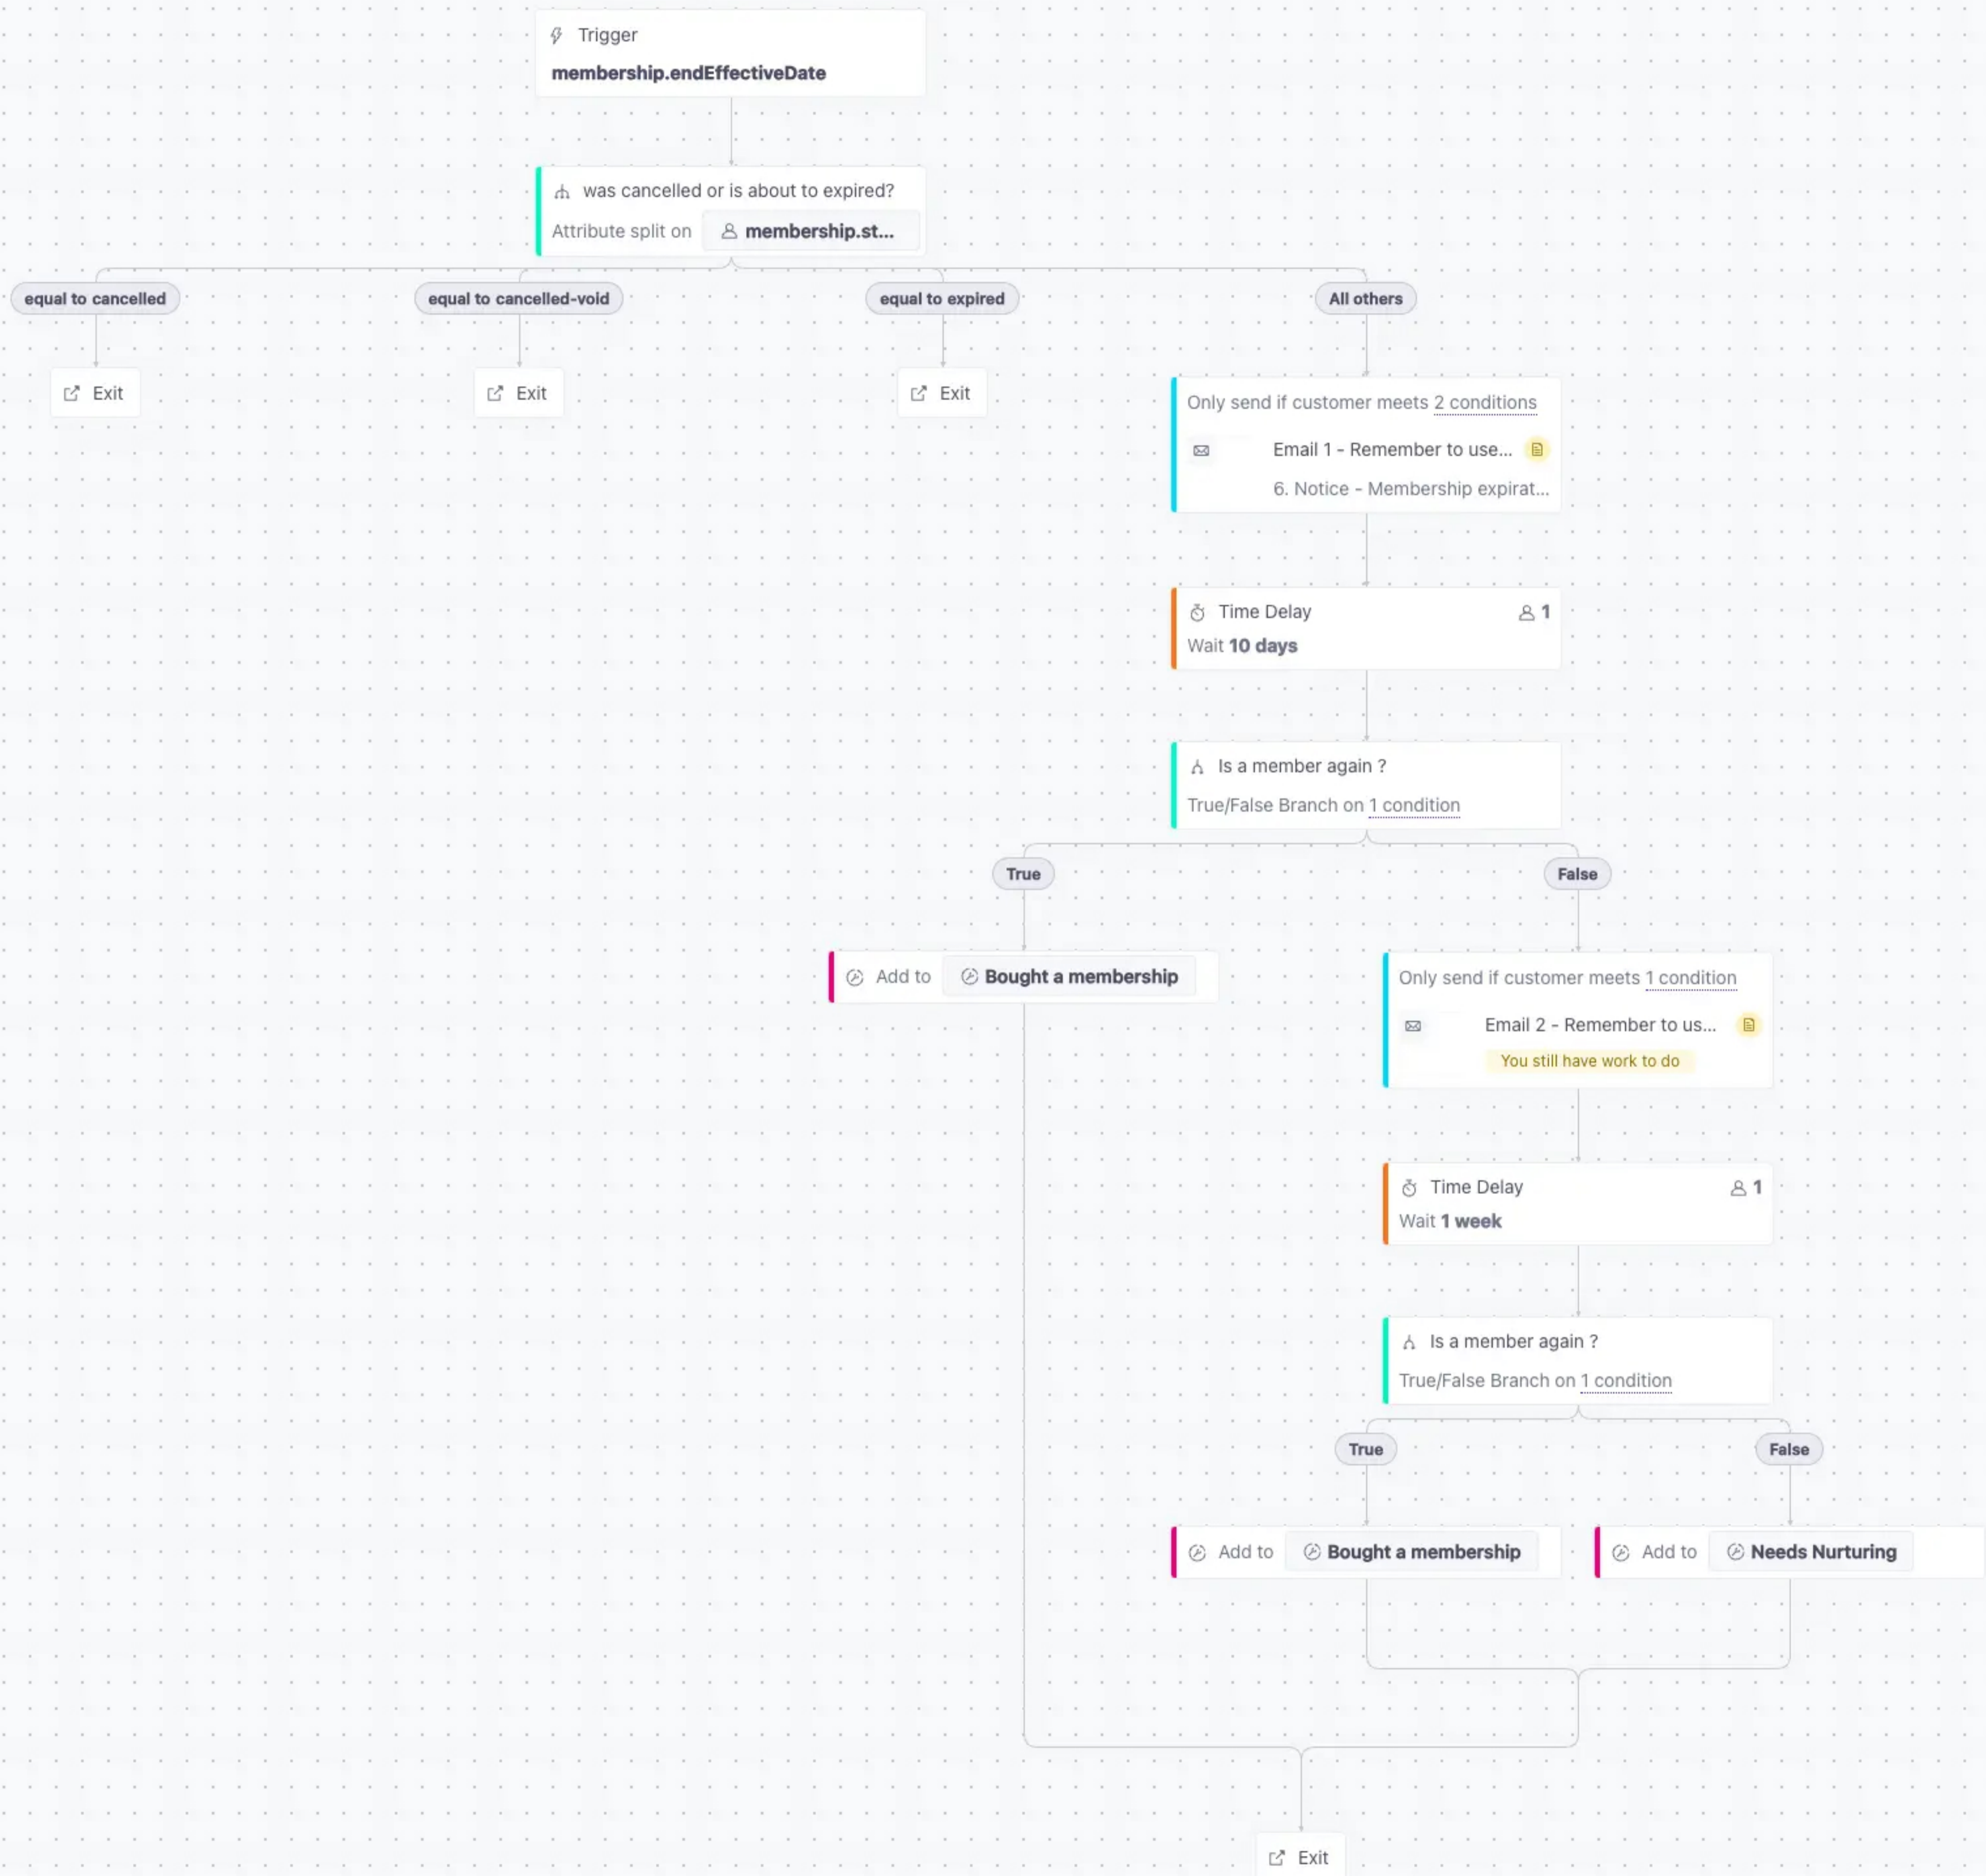 Trigger
membership.endEffectiveDate
was cancelled or is about to expired?
Attribute split on membership.st...
equal to cancelled
equal to cancelled-void
equal to expired
All others
Exit
Exit
Exit
Only send if customer meets 2 conditions
Email 1 - Remember to use...
6. Notice - Membership expirat...
Time Delay 1
Wait 10 days
Is a member again ?
True/False Branch on 1 condition
True
False
Add to Bought a membership
Only send if customer meets 1 condition
Email 2 - Remember to us...
You still have work to do
Time Delay 1
Wait 1 week
Is a member again ?
True/False Branch on 1 condition
True
False
Add to Bought a membership
Add to Needs Nurturing
Exit